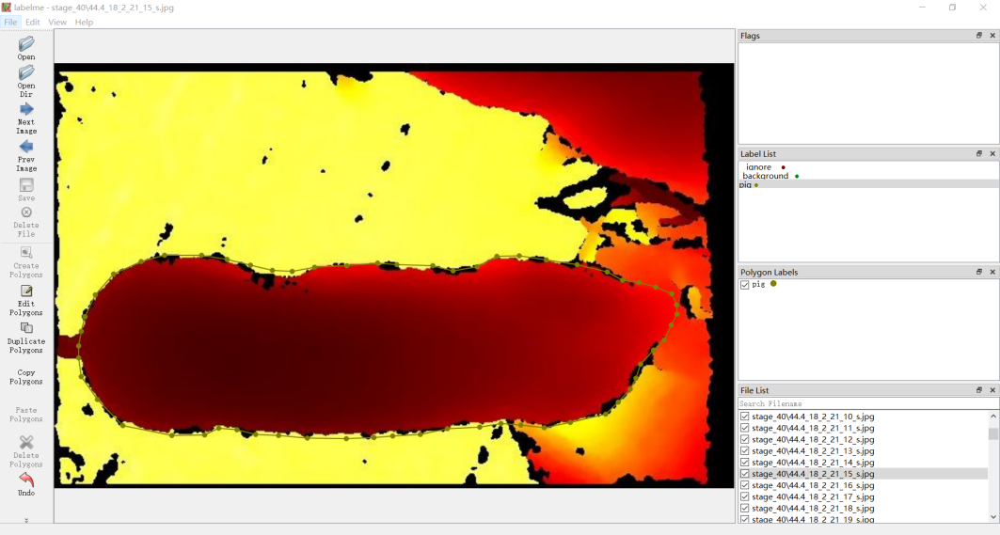 labelme - stage_40\44.4_18_2_21_15_s.jpg
File Edit View Help
Open
Open
Dir
Next
Image
Prev
Image
Save
Delete
File
Create
Polygons
Edit
Polygons
Duplicate
Polygons
Copy
Polygons
Paste
Polygons
Delete
Polygons
Undo
Flags
Label List
ignore
background
pig
Polygon Labels
pig
File List
Search Filename
stage_40\44.4_18_2_21_10_s.jpg
stage_40\44.4_18_2_21_11_s.jpg
stage_40\44.4_18_2_21_12_s.jpg
stage_40\44.4_18_2_21_13_s.jpg
stage_40\44.4_18_2_21_14_s.jpg
stage_40\44.4_18_2_21_15_s.jpg
stage_40\44.4_18_2_21_16_s.jpg
stage_40\44.4_18_2_21_17_s.jpg
stage_40\44.4_18_2_21_18_s.jpg
stage_40\44.4_18_2_21_19_s.jpg